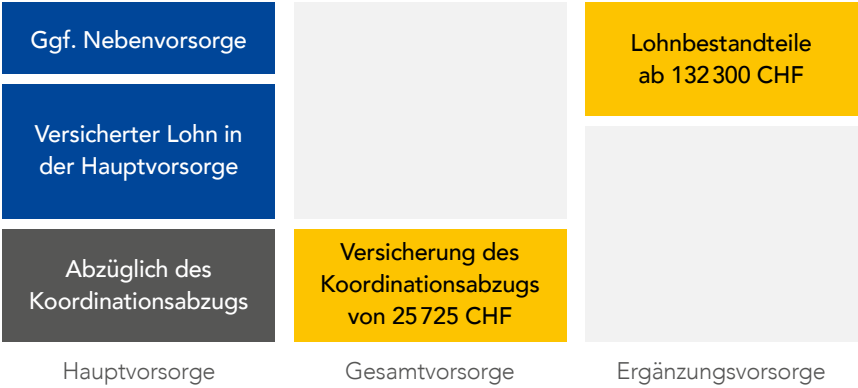 Ggf. Nebenvorsorge
Versicherter Lohn in
der Hauptvorsorge
Abzüglich des
Koordinationsabzugs
Hauptvorsorge
Versicherung des
Koordinationsabzugs
von 25 725 CHF
Gesamtvorsorge
Lohnbestandteile
ab 132 300 CHF
Ergänzungsvorsorge